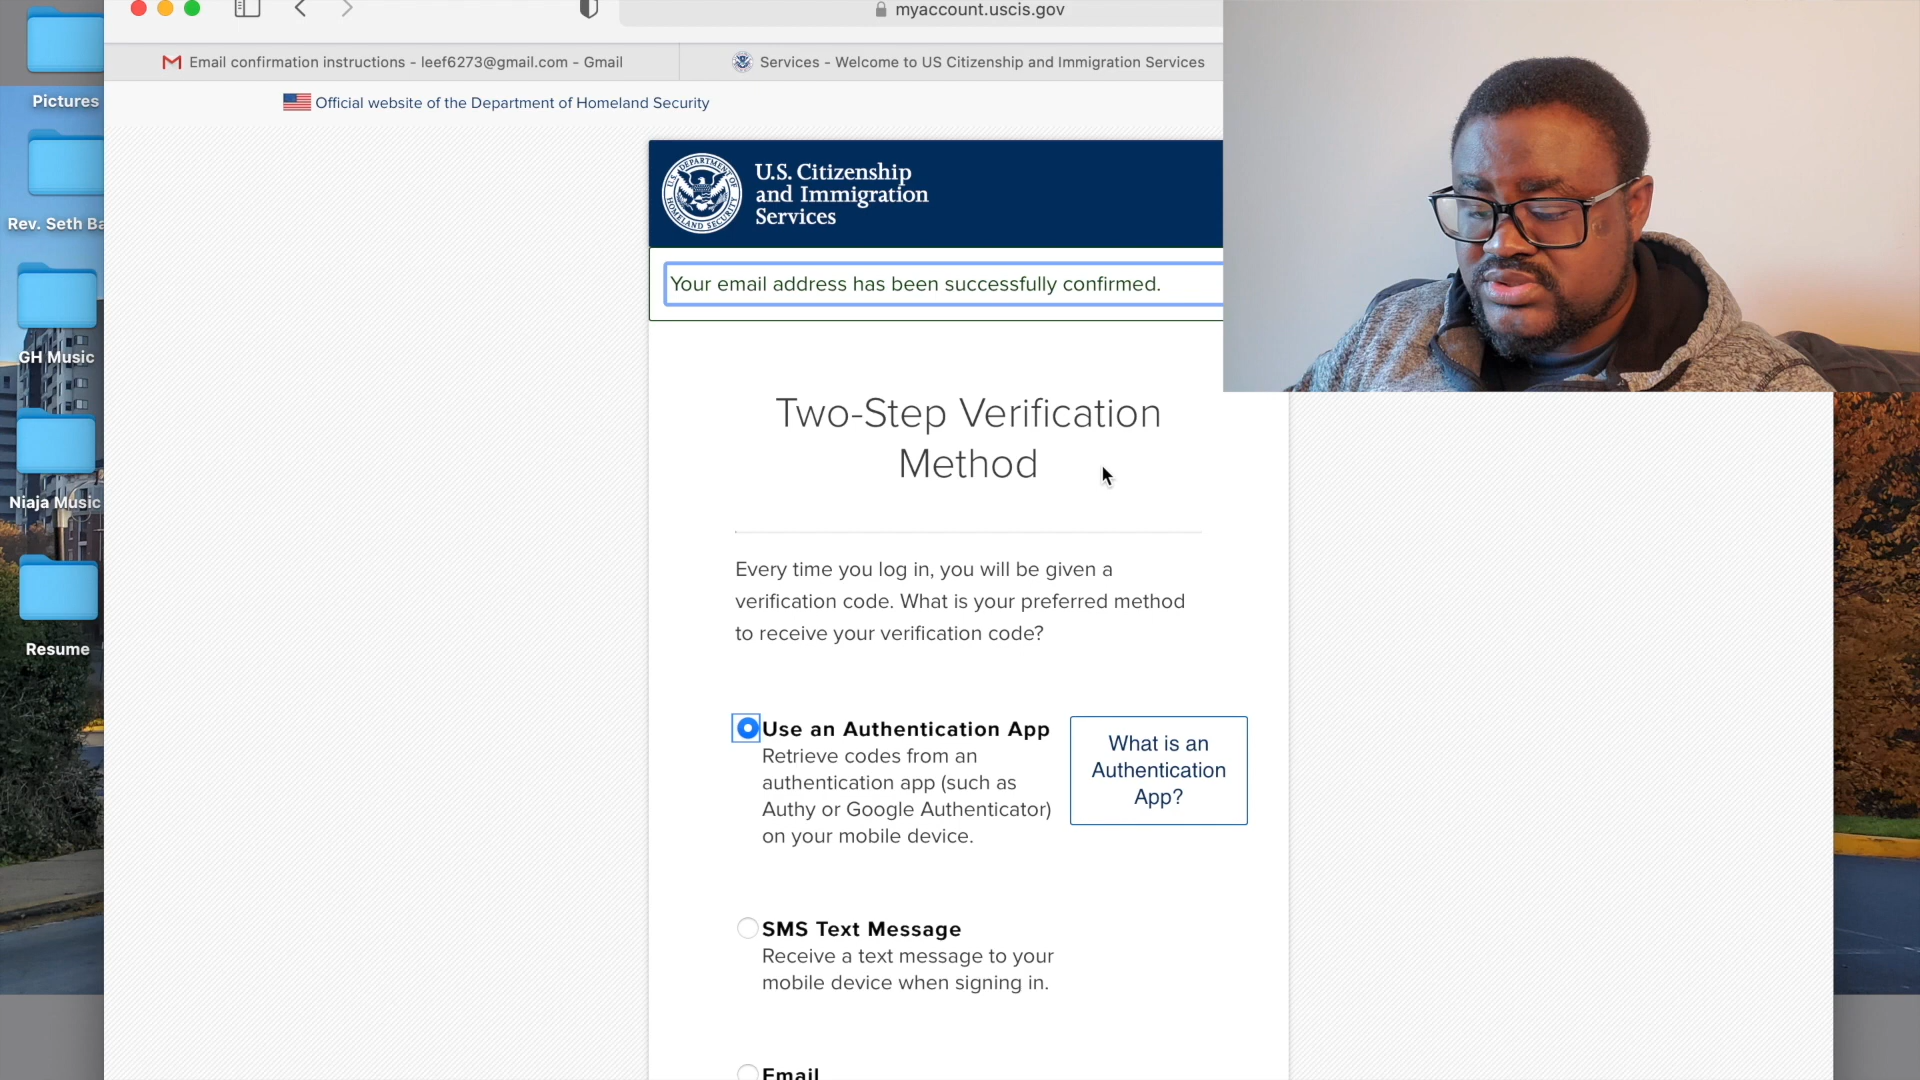 myaccount.uscis.gov
Email confirmation instructions - leef6273@gmail.com - Gmail
Services - Welcome to US Citizenship and Immigration Services
Official website of the Department of Homeland Security
Pictures
Rev. Seth Ba
GH Music
Niaja Music
Resume
U.S. DEPARTMENT OF HOMELAND SECURITY
U.S. Citizenship
and Immigration
Services
Your email address has been successfully confirmed.
Two-Step Verification
Method
Every time you log in, you will be given a
verification code. What is your preferred method
to receive your verification code?
Use an Authentication App
Retrieve codes from an
authentication app (such as
Authy or Google Authenticator)
on your mobile device.
What is an
Authentication
App?
SMS Text Message
Receive a text message to your
mobile device when signing in.
Email